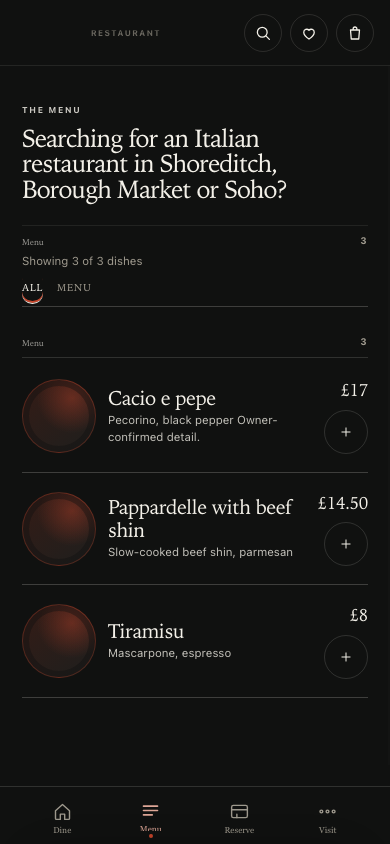 RESTAURANT
THE MENU
Searching for an Italian
restaurant in Shoreditch,
Borough Market or Soho?
Menu 3
Showing 3 of 3 dishes
ALL MENU
Menu 3
Cacio e pepe £17
Pecorino, black pepper Owner-
confirmed detail.
Pappardelle with beef £14.50
shin
Slow-cooked beef shin, parmesan
Tiramisu £8
Mascarpone, espresso
Dine Menu Reserve Visit